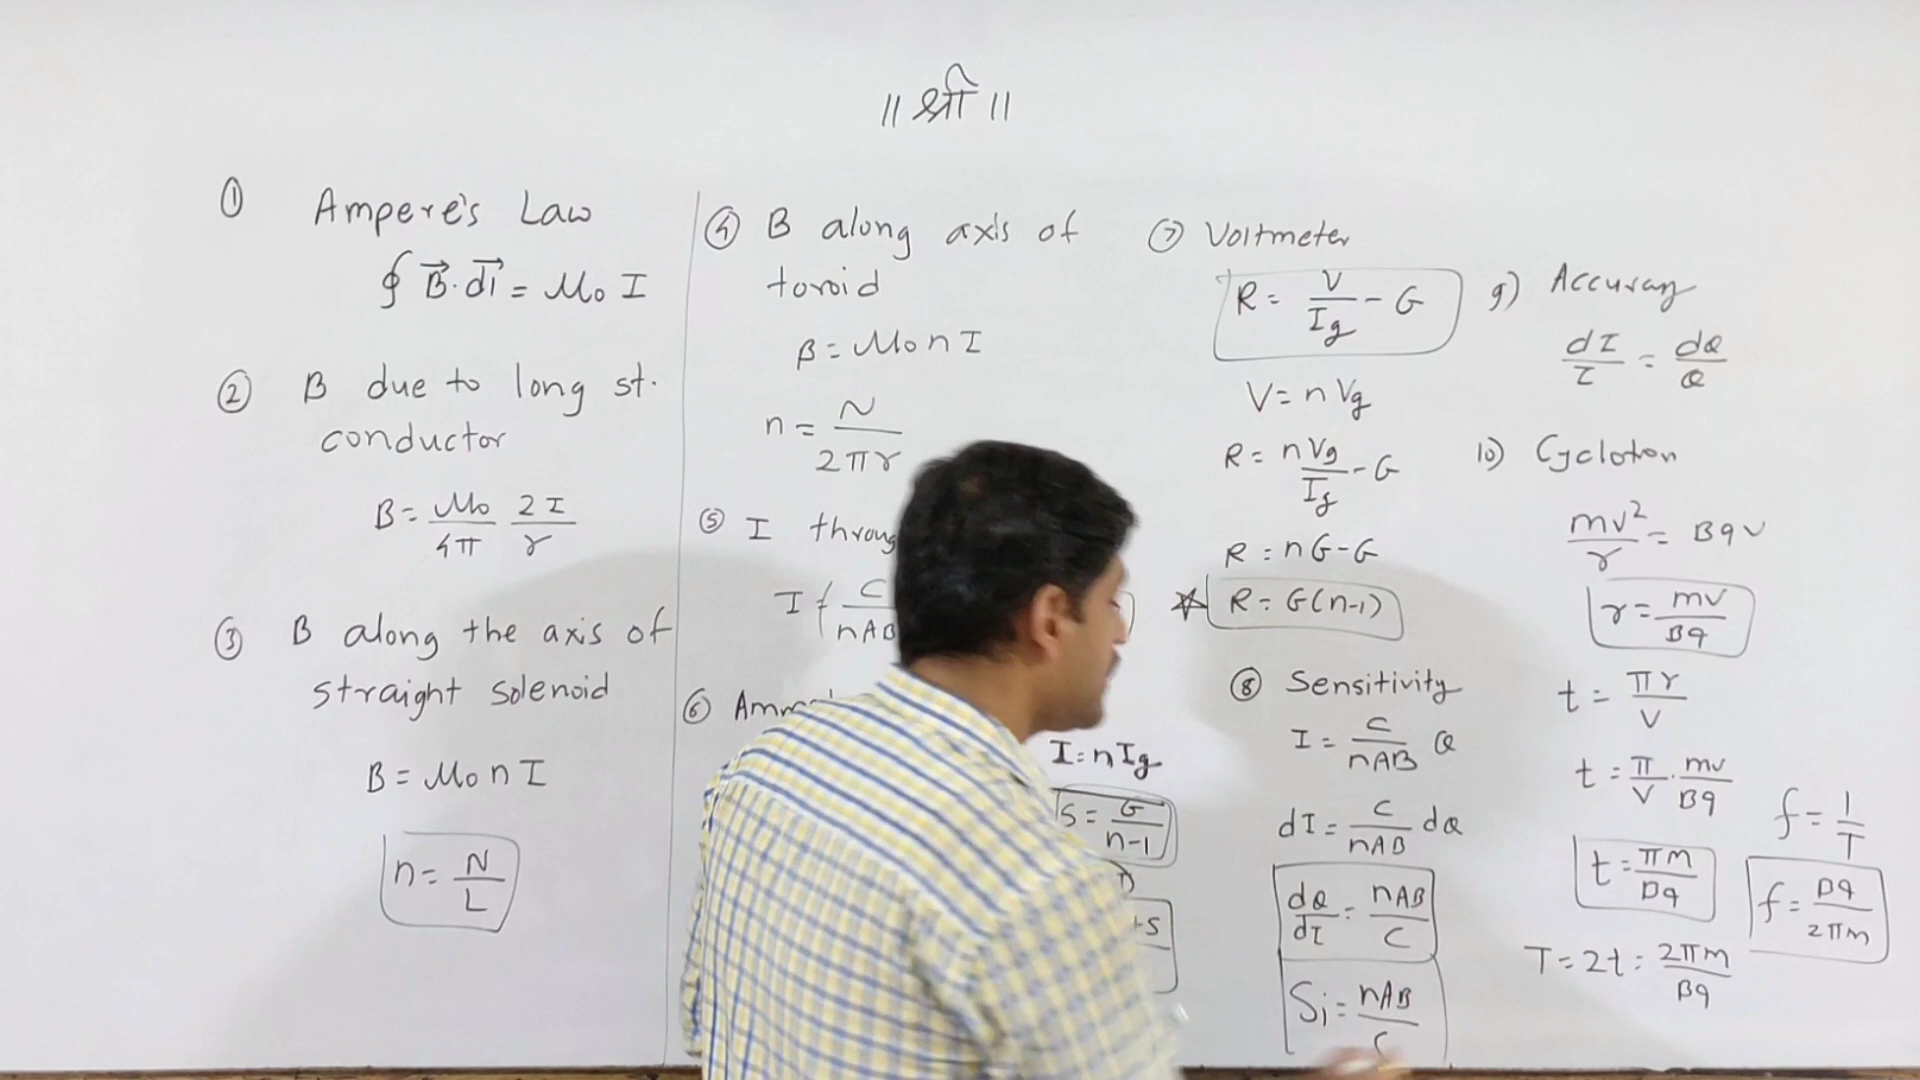 ॥ श्री ॥
① Ampere's Law
∮ B⃗·dl⃗ = μ₀ I
② B due to long st.
conductor
B = μ₀/4π 2I/r
③ B along the axis of
straight solenoid
B = μ₀ n I
n = N/L
④ B along axis of
toroid
B = μ₀ n I
n = N/2πr
⑤ I
I = C/nAB
⑥
I = n Ig
S = G/n-1
+S
⑦ Voltmeter
R = V/Ig - G
V = n Vg
R = nVg/Ig - G
R = nG - G
☆ R = G(n-1)
⑧ Sensitivity
I = C/nAB θ
dI = C/nAB dθ
dθ/dI = nAB/C
Si = nAB/C
9) Accuracy
dI/I = dθ/θ
10) Cycloton
mv²/r = Bqv
r = mv/Bq
t = πr/V
t = π/V · mv/Bq
t = πm/Bq
T = 2t = 2πm/Bq
f = 1/T
f = Bq/2πm